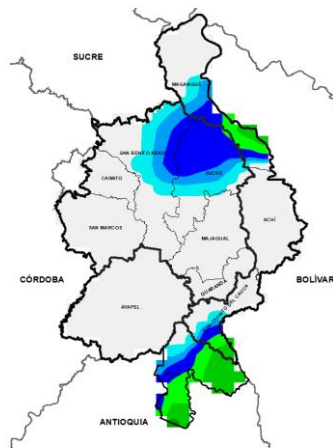 SUCRE
MAGANGUÉ
SAN BENITO ABAD
SUCRE
CAIMITO
SAN MARCOS
ACHÍ
MAJAGUAL
CÓRDOBA
BOLÍVAR
GUARANDA
AYAPEL
ANTIOQUIA